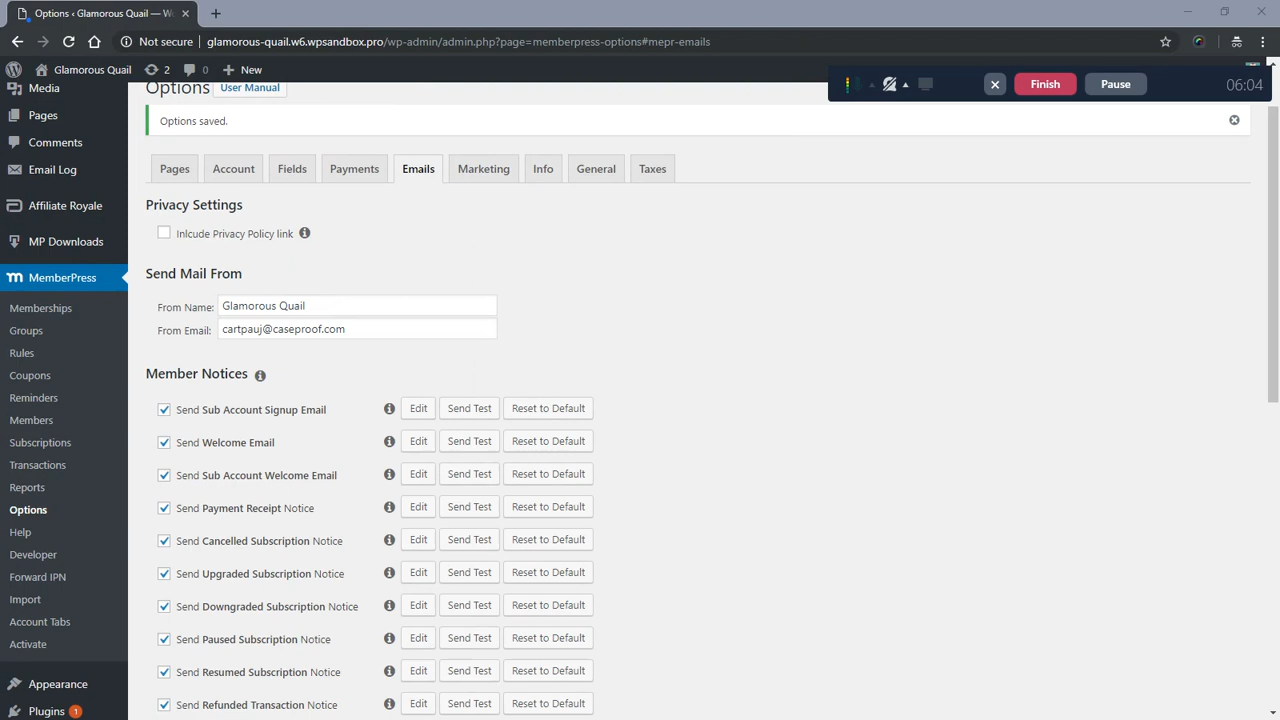 Options ‹ Glamorous Quail — W
Not secure
glamorous-quail.w6.wpsandbox.pro/wp-admin/admin.php?page=memberpress-options#mepr-emails
Glamorous Quail
2
0
New
Finish
Pause
06:04
Media
Pages
Comments
Email Log
Affiliate Royale
MP Downloads
MemberPress
Memberships
Groups
Rules
Coupons
Reminders
Members
Subscriptions
Transactions
Reports
Options
Help
Developer
Forward IPN
Import
Account Tabs
Activate
Appearance
Plugins 1
Options
User Manual
Options saved.
Pages Account Fields Payments Emails Marketing Info General Taxes
Privacy Settings
Inlcude Privacy Policy link
Send Mail From
From Name: Glamorous Quail
From Email: cartpauj@caseproof.com
Member Notices
Send Sub Account Signup Email Edit Send Test Reset to Default
Send Welcome Email Edit Send Test Reset to Default
Send Sub Account Welcome Email Edit Send Test Reset to Default
Send Payment Receipt Notice Edit Send Test Reset to Default
Send Cancelled Subscription Notice Edit Send Test Reset to Default
Send Upgraded Subscription Notice Edit Send Test Reset to Default
Send Downgraded Subscription Notice Edit Send Test Reset to Default
Send Paused Subscription Notice Edit Send Test Reset to Default
Send Resumed Subscription Notice Edit Send Test Reset to Default
Send Refunded Transaction Notice Edit Send Test Reset to Default